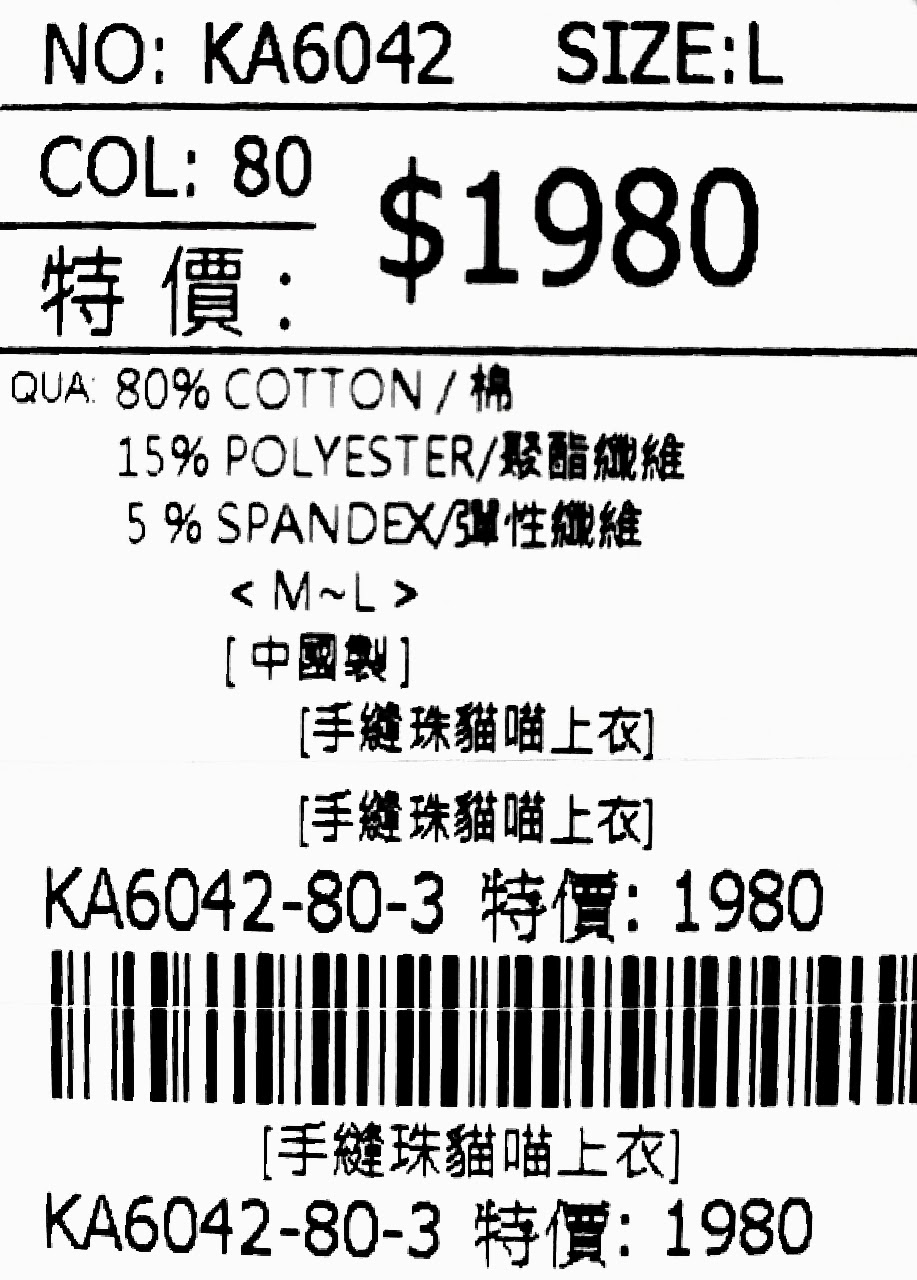 NO: KA6042 SIZE:L
COL: 80
$1980
特價:
QUA: 80% COTTON / 棉
15% POLYESTER/聚酯纖維
5 % SPANDEX/彈性纖維
< M~L >
[ 中國製 ]
[手縫珠貓喵上衣]
[手縫珠貓喵上衣]
KA6042-80-3 特價: 1980
[手縫珠貓喵上衣]
KA6042-80-3 特價: 1980